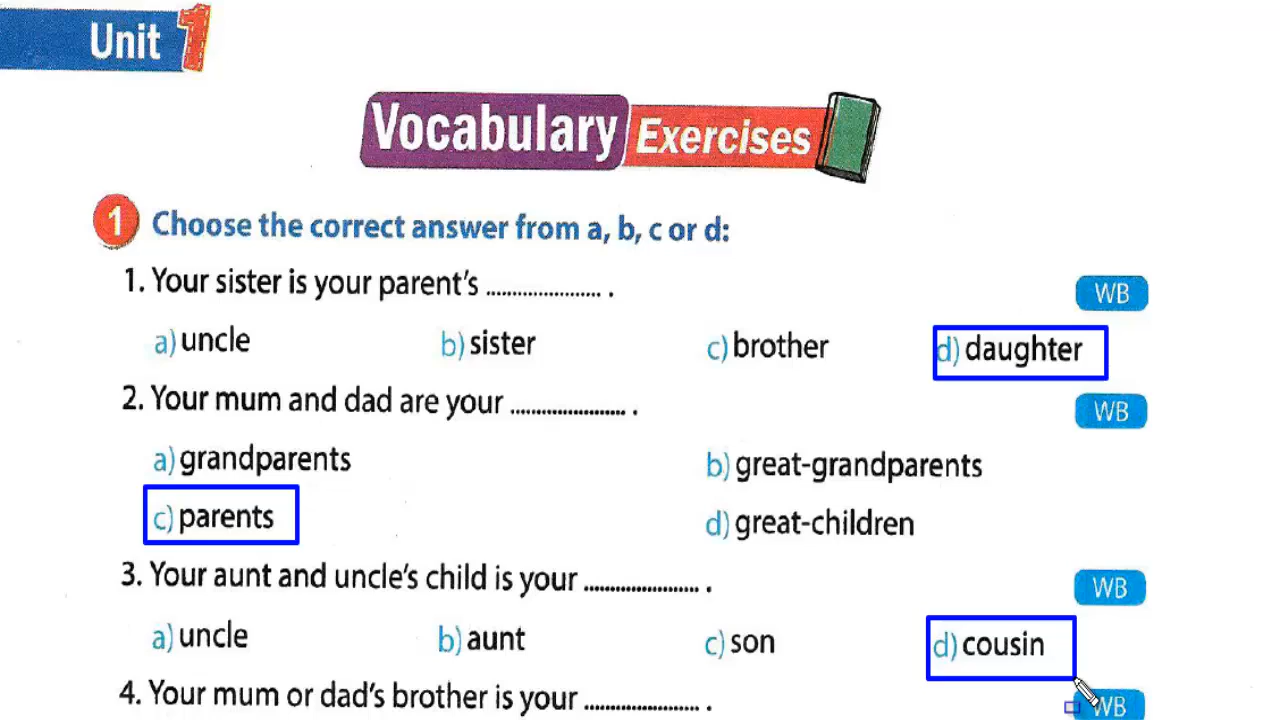 Unit 1
Vocabulary Exercises
1 Choose the correct answer from a, b, c or d:
1. Your sister is your parent's ...................... .
WB
a) uncle b) sister c) brother d) daughter
2. Your mum and dad are your ...................... .
WB
a) grandparents b) great-grandparents
c) parents d) great-children
3. Your aunt and uncle's child is your ...................... .
WB
a) uncle b) aunt c) son d) cousin
4. Your mum or dad's brother is your ...................... .
WB